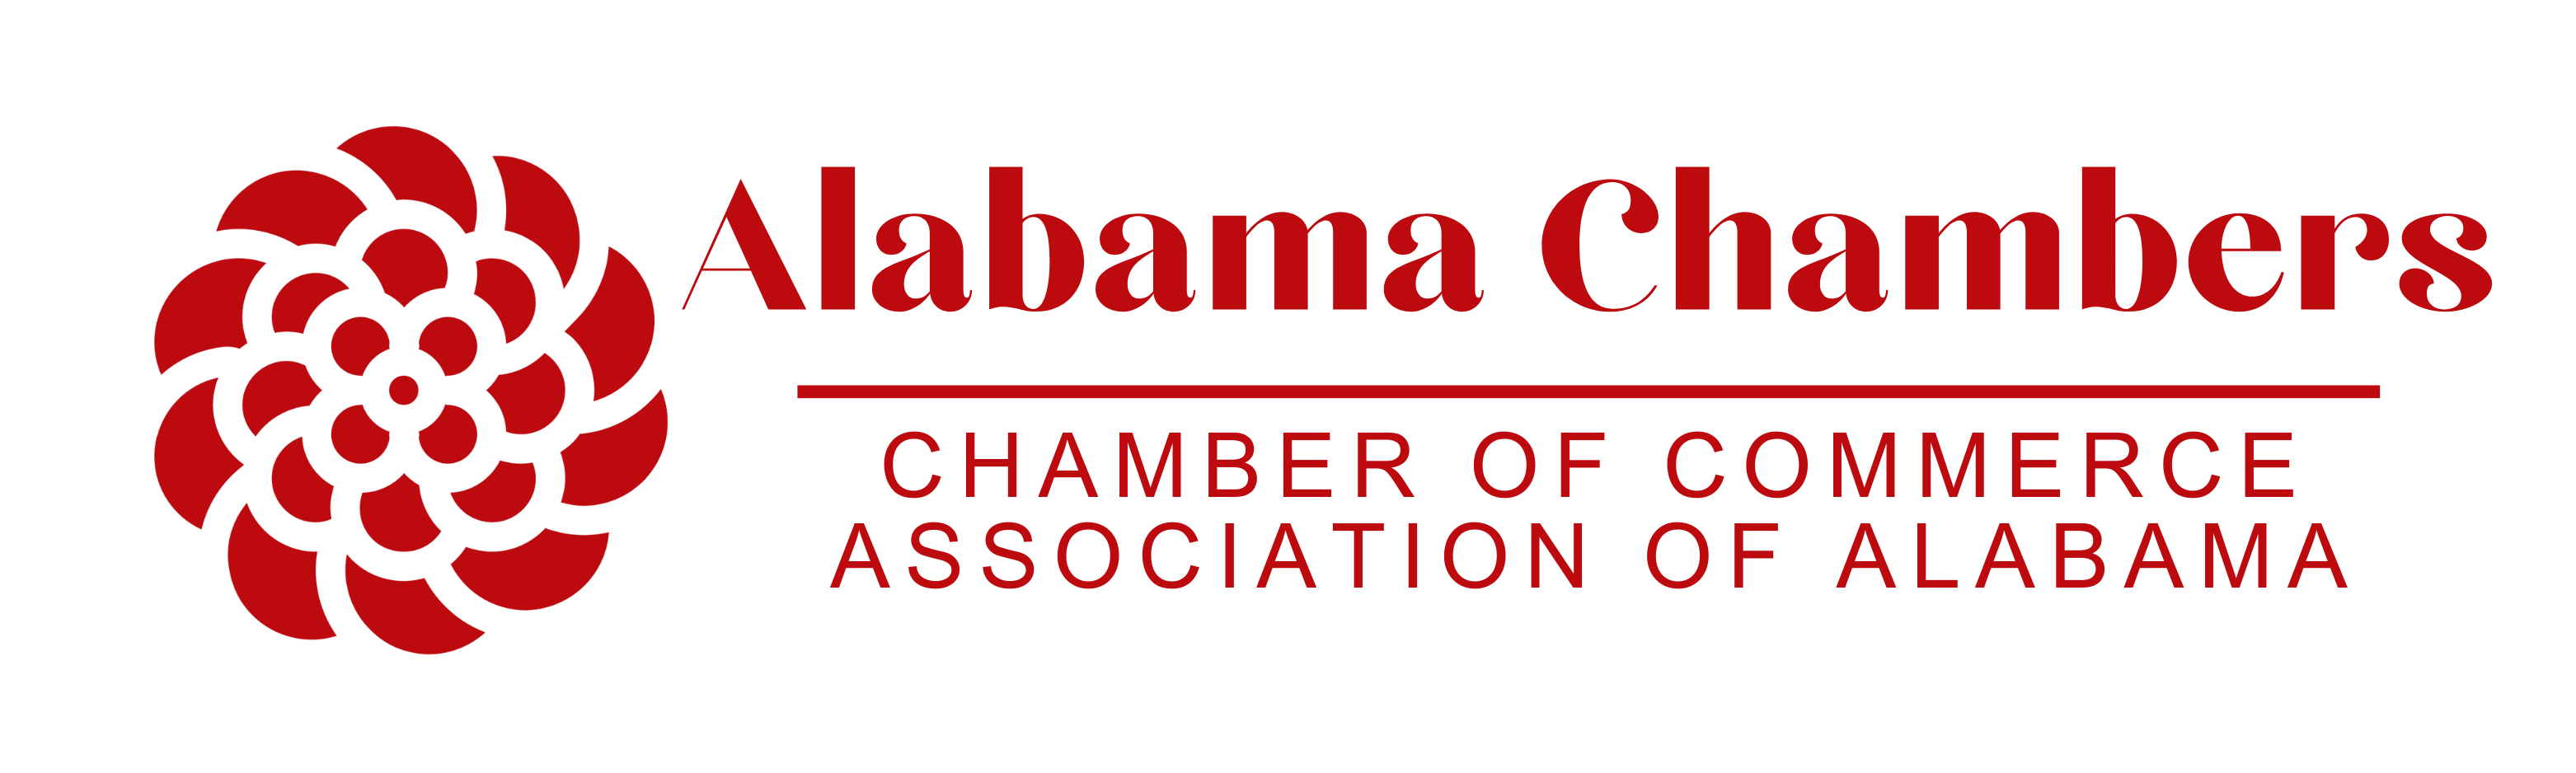 Alabama Chambers
CHAMBER OF COMMERCE
ASSOCIATION OF ALABAMA